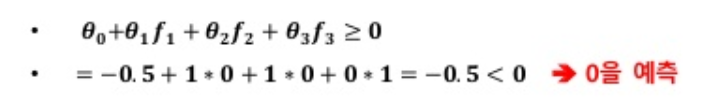 • θ₀+θ₁f₁ + θ₂f₂ + θ₃f₃ ≥ 0
• = −0.5 + 1 * 0 + 1 * 0 + 0 * 1 = −0.5 < 0 ➔ 0을 예측